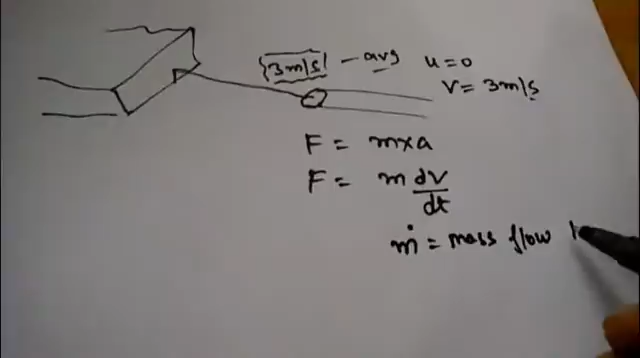 {3m/s} - avg
u = 0
v = 3m/s
F = m×a
F = m dv/dt
ṁ = mass flow